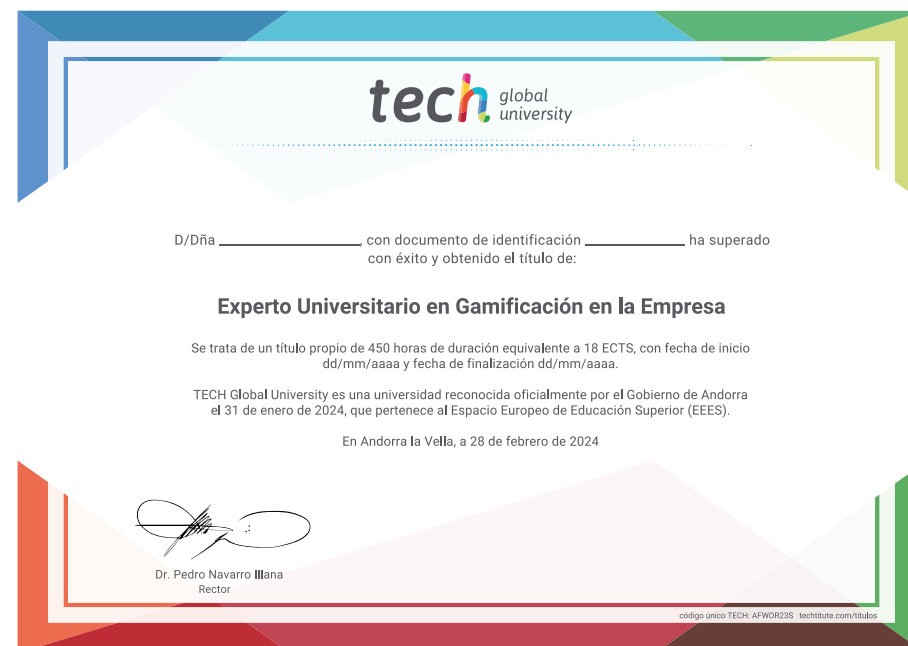 tech global university
D/Dña ______________, con documento de identificación __________ ha superado
con éxito y obtenido el título de:
Experto Universitario en Gamificación en la Empresa
Se trata de un título propio de 450 horas de duración equivalente a 18 ECTS, con fecha de inicio
dd/mm/aaaa y fecha de finalización dd/mm/aaaa.
TECH Global University es una universidad reconocida oficialmente por el Gobierno de Andorra
el 31 de enero de 2024, que pertenece al Espacio Europeo de Educación Superior (EEES).
En Andorra la Vella, a 28 de febrero de 2024
Dr. Pedro Navarro Illana
Rector
código único TECH: AFWOR23S techtitute.com/titulos